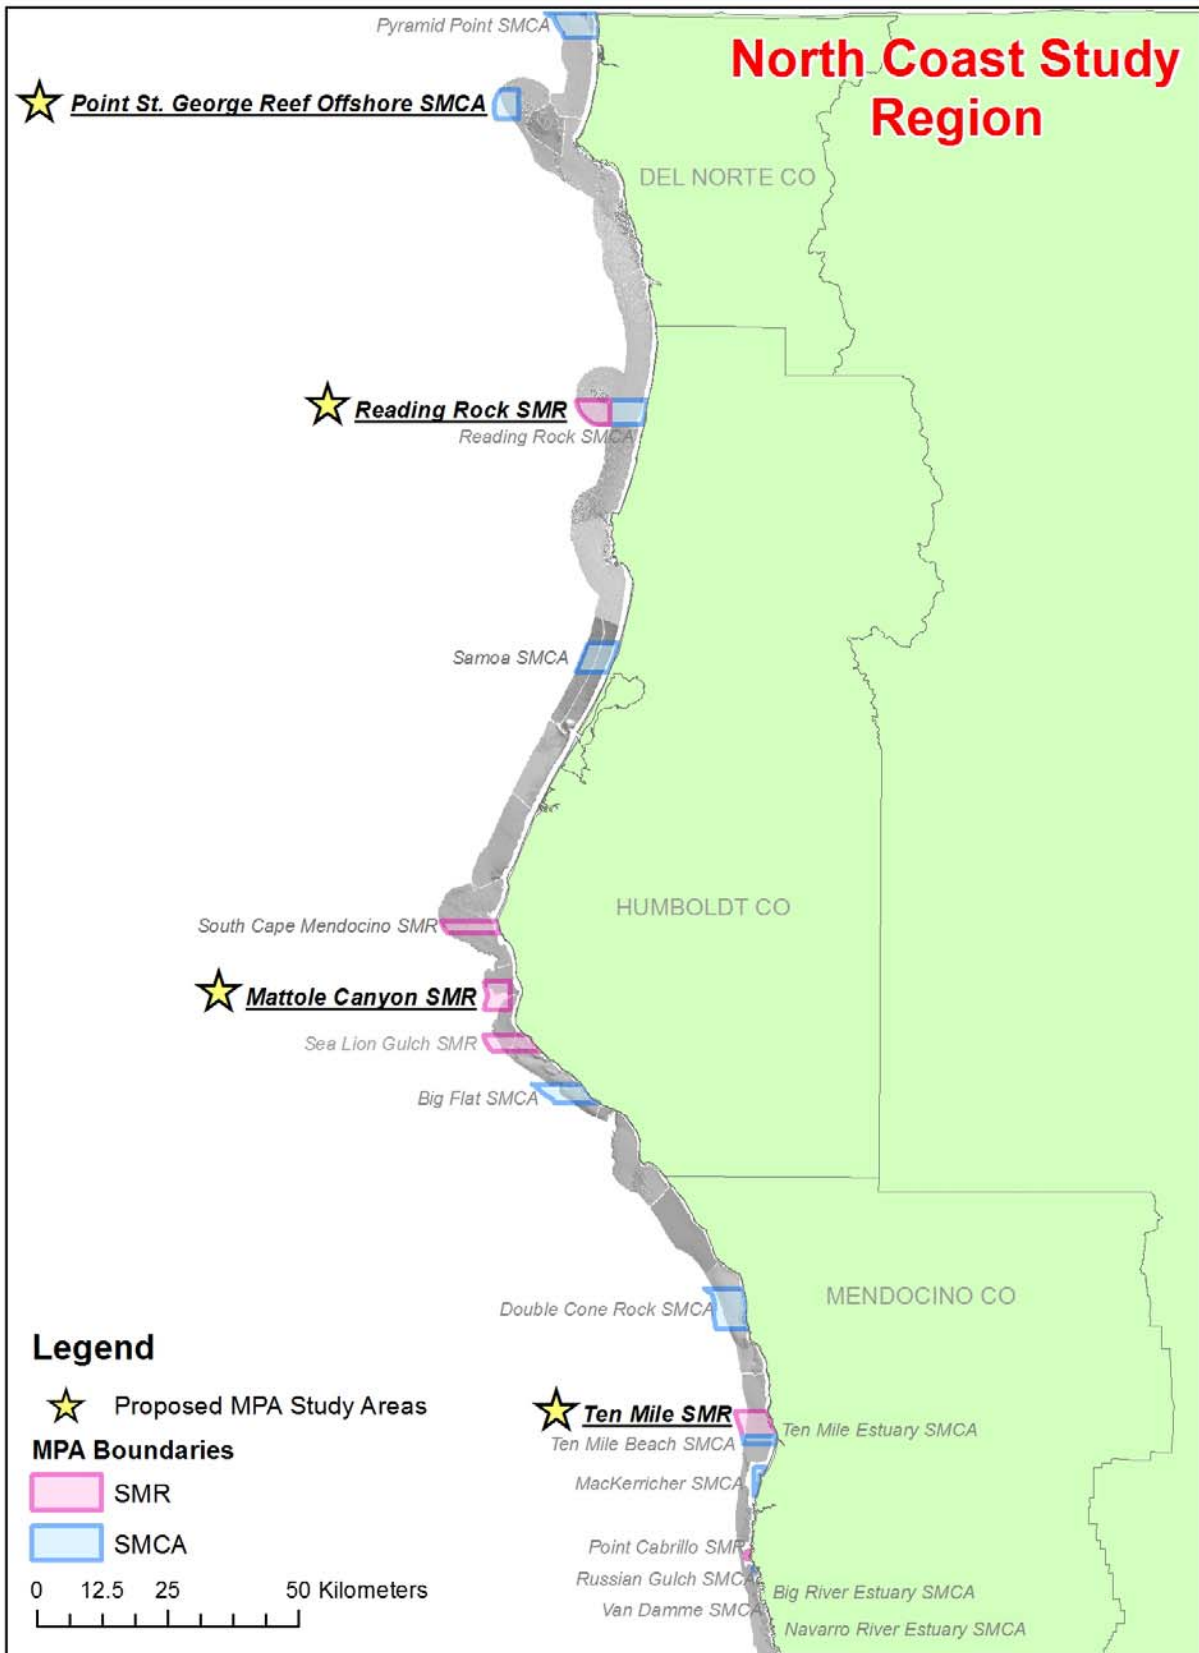 Pyramid Point SMCA
North Coast Study
Region
Point St. George Reef Offshore SMCA
DEL NORTE CO
Reading Rock SMR
Reading Rock SMCA
Samoa SMCA
HUMBOLDT CO
South Cape Mendocino SMR
Mattole Canyon SMR
Sea Lion Gulch SMR
Big Flat SMCA
MENDOCINO CO
Double Cone Rock SMCA
Ten Mile SMR
Ten Mile Estuary SMCA
Ten Mile Beach SMCA
MacKerricher SMCA
Point Cabrillo SMR
Russian Gulch SMCA
Big River Estuary SMCA
Van Damme SMCA
Navarro River Estuary SMCA
Legend
Proposed MPA Study Areas
MPA Boundaries
SMR
SMCA
0 12.5 25 50 Kilometers